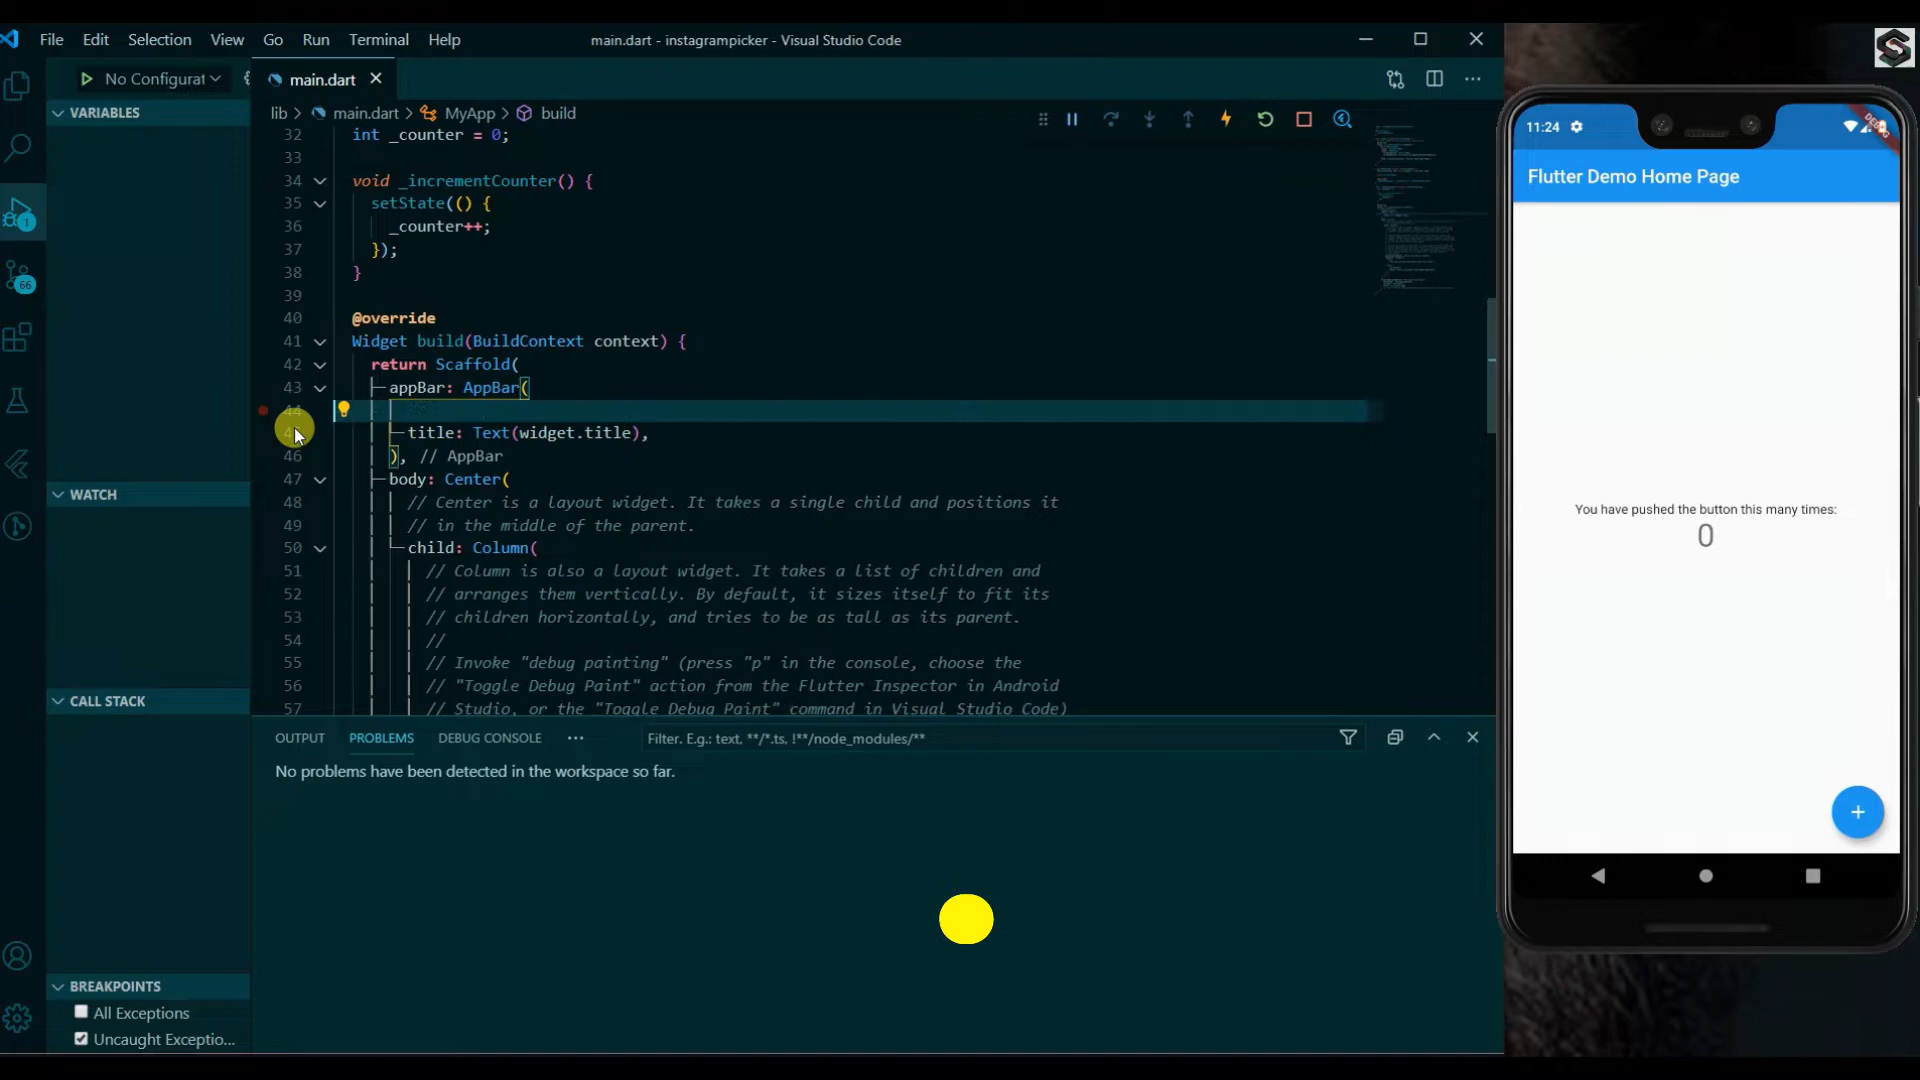 File Edit Selection View Go Run Terminal Help
main.dart - instagrampicker - Visual Studio Code
No Configurat
main.dart
VARIABLES
lib > main.dart > MyApp > build
32 int _counter = 0;
33
34 void _incrementCounter() {
35 setState(() {
36 _counter++;
37 });
38 }
39
40 @override
41 Widget build(BuildContext context) {
42 return Scaffold(
43 appBar: AppBar(
44
title: Text(widget.title),
46 ), // AppBar
47 body: Center(
48 // Center is a layout widget. It takes a single child and positions it
49 // in the middle of the parent.
50 child: Column(
51 // Column is also a layout widget. It takes a list of children and
52 // arranges them vertically. By default, it sizes itself to fit its
53 // children horizontally, and tries to be as tall as its parent.
54 //
55 // Invoke "debug painting" (press "p" in the console, choose the
56 // "Toggle Debug Paint" action from the Flutter Inspector in Android
57 // Studio, or the "Toggle Debug Paint" command in Visual Studio Code)
1
66
WATCH
CALL STACK
BREAKPOINTS
All Exceptions
Uncaught Exceptio...
OUTPUT PROBLEMS DEBUG CONSOLE ...
Filter. E.g.: text, **/*.ts, !**/node_modules/**
No problems have been detected in the workspace so far.
11:24
DEBUG
Flutter Demo Home Page
You have pushed the button this many times:
0
+